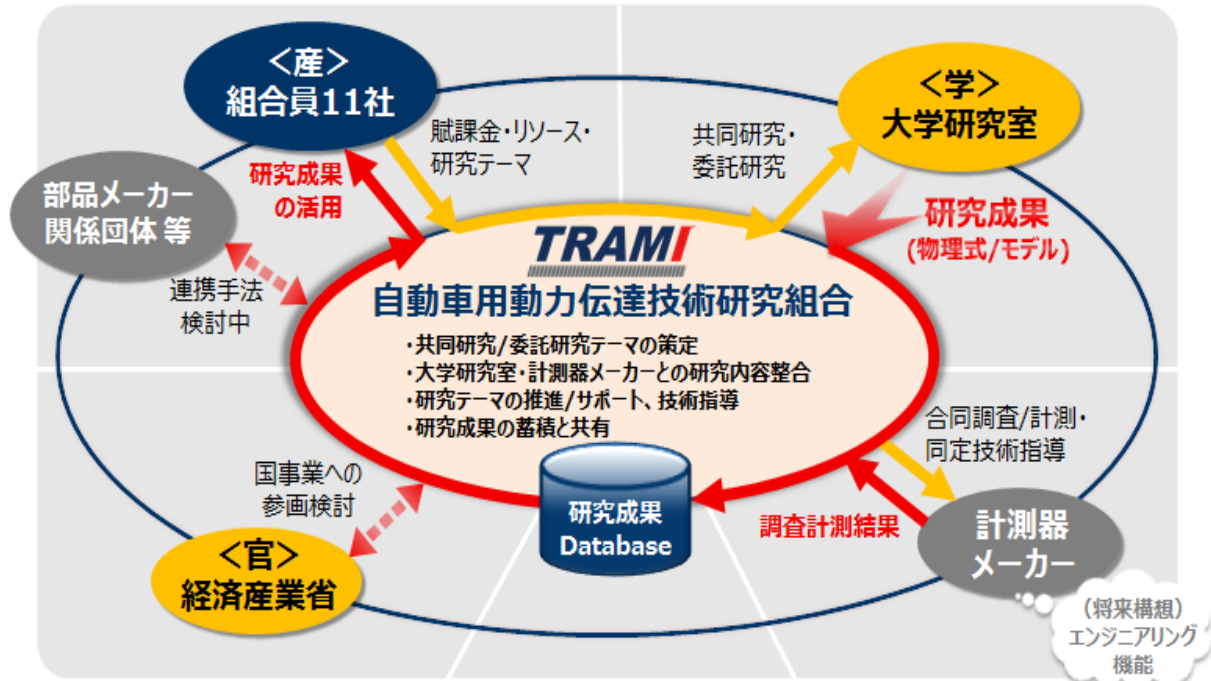 <産>
組合員11社
賦課金・リソース・
研究テーマ
共同研究・
委託研究
<学>
大学研究室
部品メーカー
関係団体 等
研究成果
の活用
研究成果
(物理式/モデル)
連携手法
検討中
TRAMI
自動車用動力伝達技術研究組合
・共同研究/委託研究テーマの策定
・大学研究室・計測器メーカーとの研究内容整合
・研究テーマの推進/サポート、技術指導
・研究成果の蓄積と共有
合同調査/計測・
同定技術指導
国事業への
参画検討
研究成果
Database
調査計測結果
計測器
メーカー
<官>
経済産業省
(将来構想)
エンジニアリング
機能